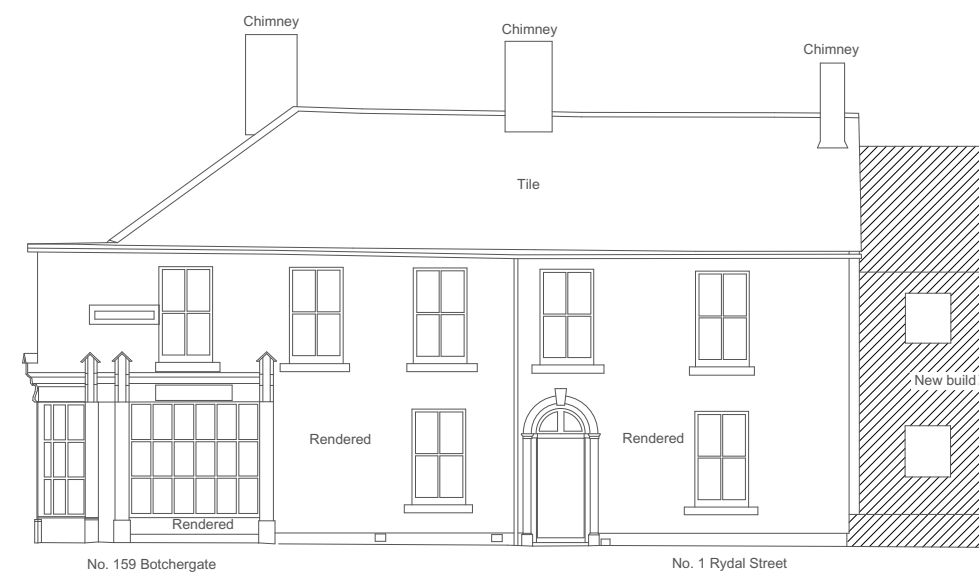 Chimney
Chimney
Chimney
Tile
New build
Rendered
Rendered
Rendered
No. 159 Botchergate
No. 1 Rydal Street